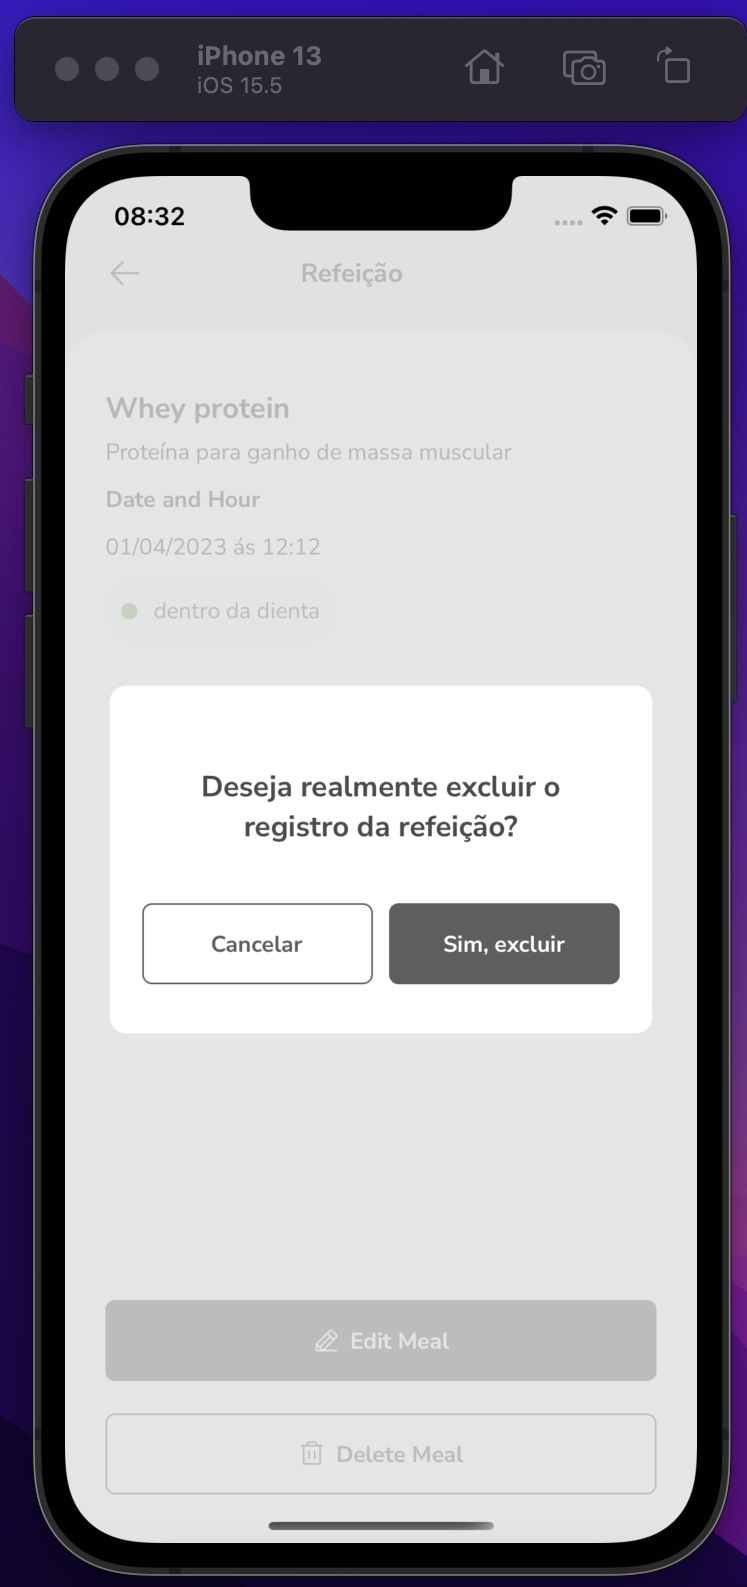 iPhone 13
iOS 15.5
08:32
Refeição
Whey protein
Proteína para ganho de massa muscular
Date and Hour
01/04/2023 ás 12:12
dentro da dienta
Deseja realmente excluir o
registro da refeição?
Cancelar
Sim, excluir
Edit Meal
Delete Meal